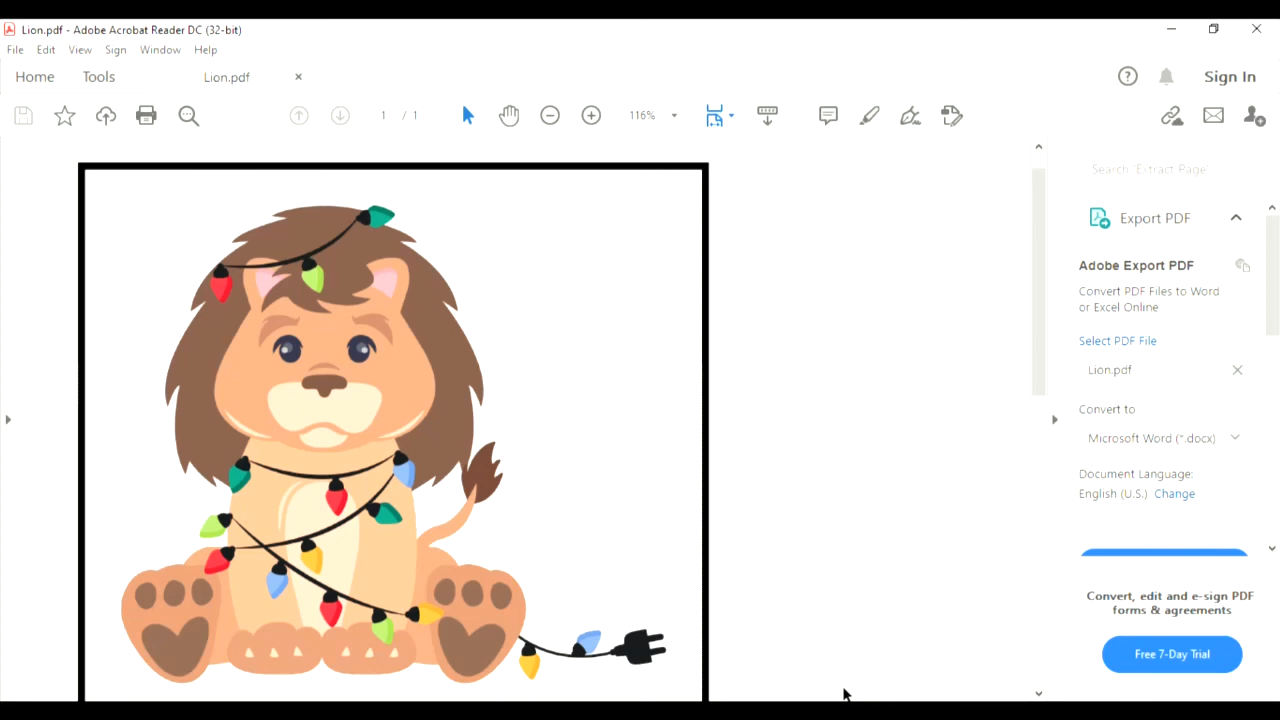 Lion.pdf - Adobe Acrobat Reader DC (32-bit)
File Edit View Sign Window Help
Home Tools Lion.pdf
Sign In
1 / 1
116%
Search 'Extract Page'
Export PDF
Adobe Export PDF
Convert PDF Files to Word
or Excel Online
Select PDF File
Lion.pdf
Convert to
Microsoft Word (*.docx)
Document Language:
English (U.S.) Change
Convert, edit and e-sign PDF
forms & agreements
Free 7-Day Trial